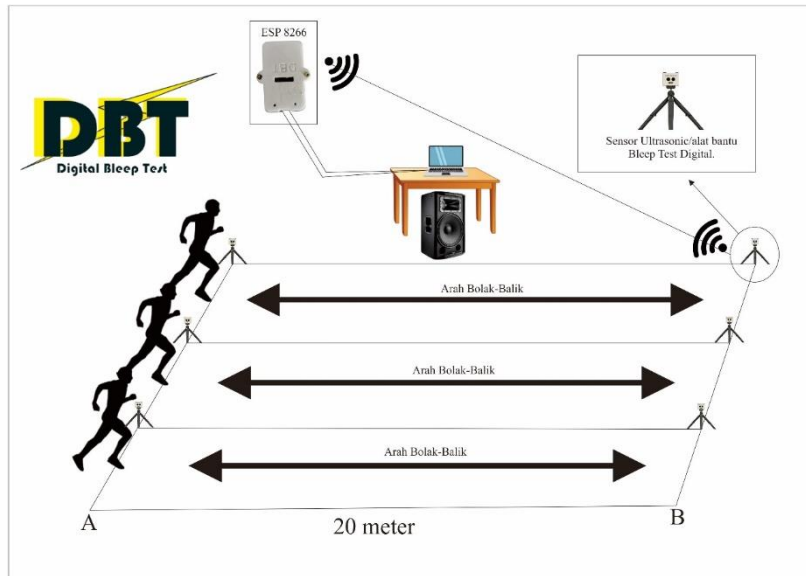 ESP 8266
DBT
DBT
Digital Bleep Test
Sensor Ultrasonic/alat bantu
Bleep Test Digital.
Arah Bolak-Balik
Arah Bolak-Balik
Arah Bolak-Balik
A
B
20 meter